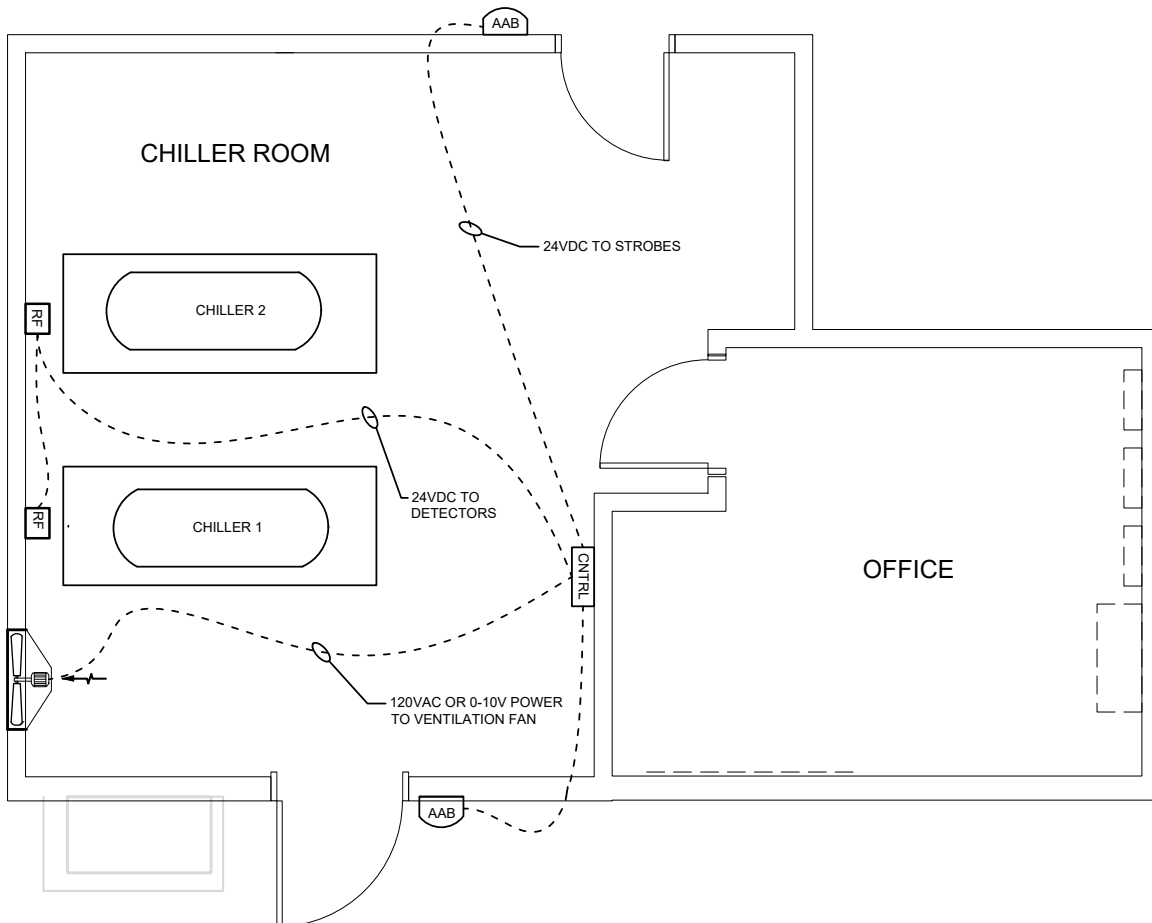 AAB
CHILLER ROOM
24VDC TO STROBES
CHILLER 2
RF
24VDC TO
DETECTORS
RF
CHILLER 1
CNTRL
OFFICE
120VAC OR 0-10V POWER
TO VENTILATION FAN
AAB